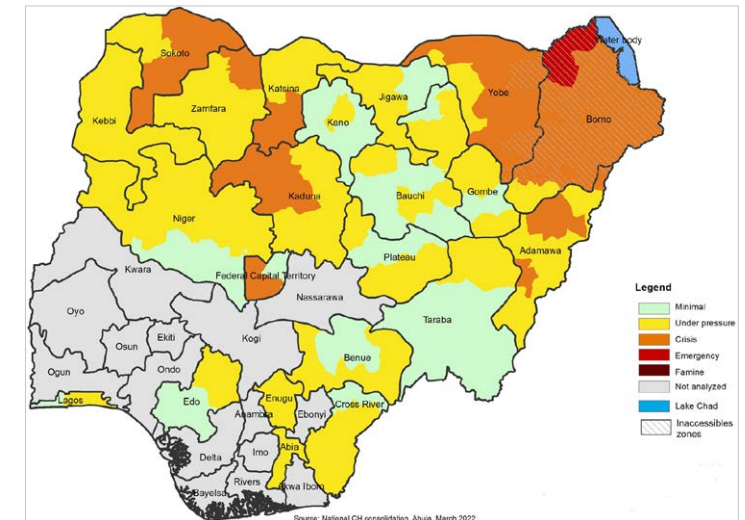 Sokoto
Water body
Katsina
Yobe
Jigawa
Zamfara
Kebbi
Kano
Borno
Kaduna
Bauchi
Gombe
Niger
Adamawa
Plateau
Kwara
Federal Capital Territory
Nassarawa
Oyo
Taraba
Kogi
Osun
Ekiti
Benue
Ogun
Ondo
Lagos
Edo
Enugu
Cross River
Anambra
Ebonyi
Abia
Imo
Delta
Rivers
Akwa Ibom
Bayelsa
Legend
Minimal
Under pressure
Crisis
Emergency
Famine
Not analyzed
Lake Chad
Inaccessibles
zones
Source: National CH consolidation, Abuja, March 2022